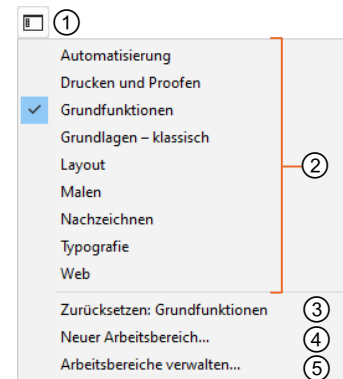 ①
Automatisierung
Drucken und Proofen
Grundfunktionen
Grundlagen – klassisch
Layout
②
Malen
Nachzeichnen
Typografie
Web
Zurücksetzen: Grundfunktionen ③
Neuer Arbeitsbereich... ④
Arbeitsbereiche verwalten... ⑤